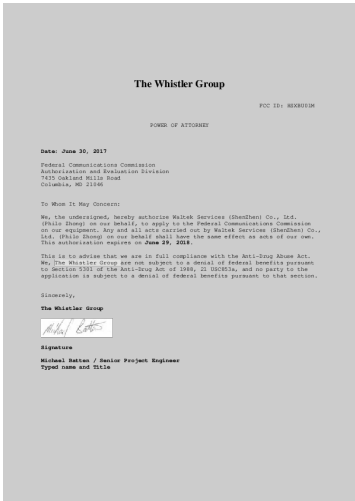 The Whistler Group
FCC ID: HSXWUUUM
POWER OF ATTORNEY
Date: June 30, 2017
Federal Communications Commission
Authorization and Evaluation Division
7435 Oakland Mills Road
Columbia, MD 21046
To Whom It May Concern:
We, the undersigned, hereby authorize Waltek Services (ShenZhen) Co., Ltd.
(Philo Zhong) on our behalf, to apply to the Federal Communications Commission
on our equipment. Any and all acts carried out by Waltek Services (ShenZhen) Co.,
Ltd. (Philo Zhong) on our behalf shall have the same effect as acts of our own.
This authorization expires on June 29, 2018.
This is to advise that we are in full compliance with the Anti-Drug Abuse Act.
We, The Whistler Group are not subject to a denial of federal benefits pursuant
to Section 5301 of the Anti-Drug Act of 1988, 21 USC853a, and no party to the
application is subject to a denial of federal benefits pursuant to that section.
Sincerely,
The Whistler Group
Michael Batten
Signature
Michael Batten / Senior Project Engineer
Typed name and Title